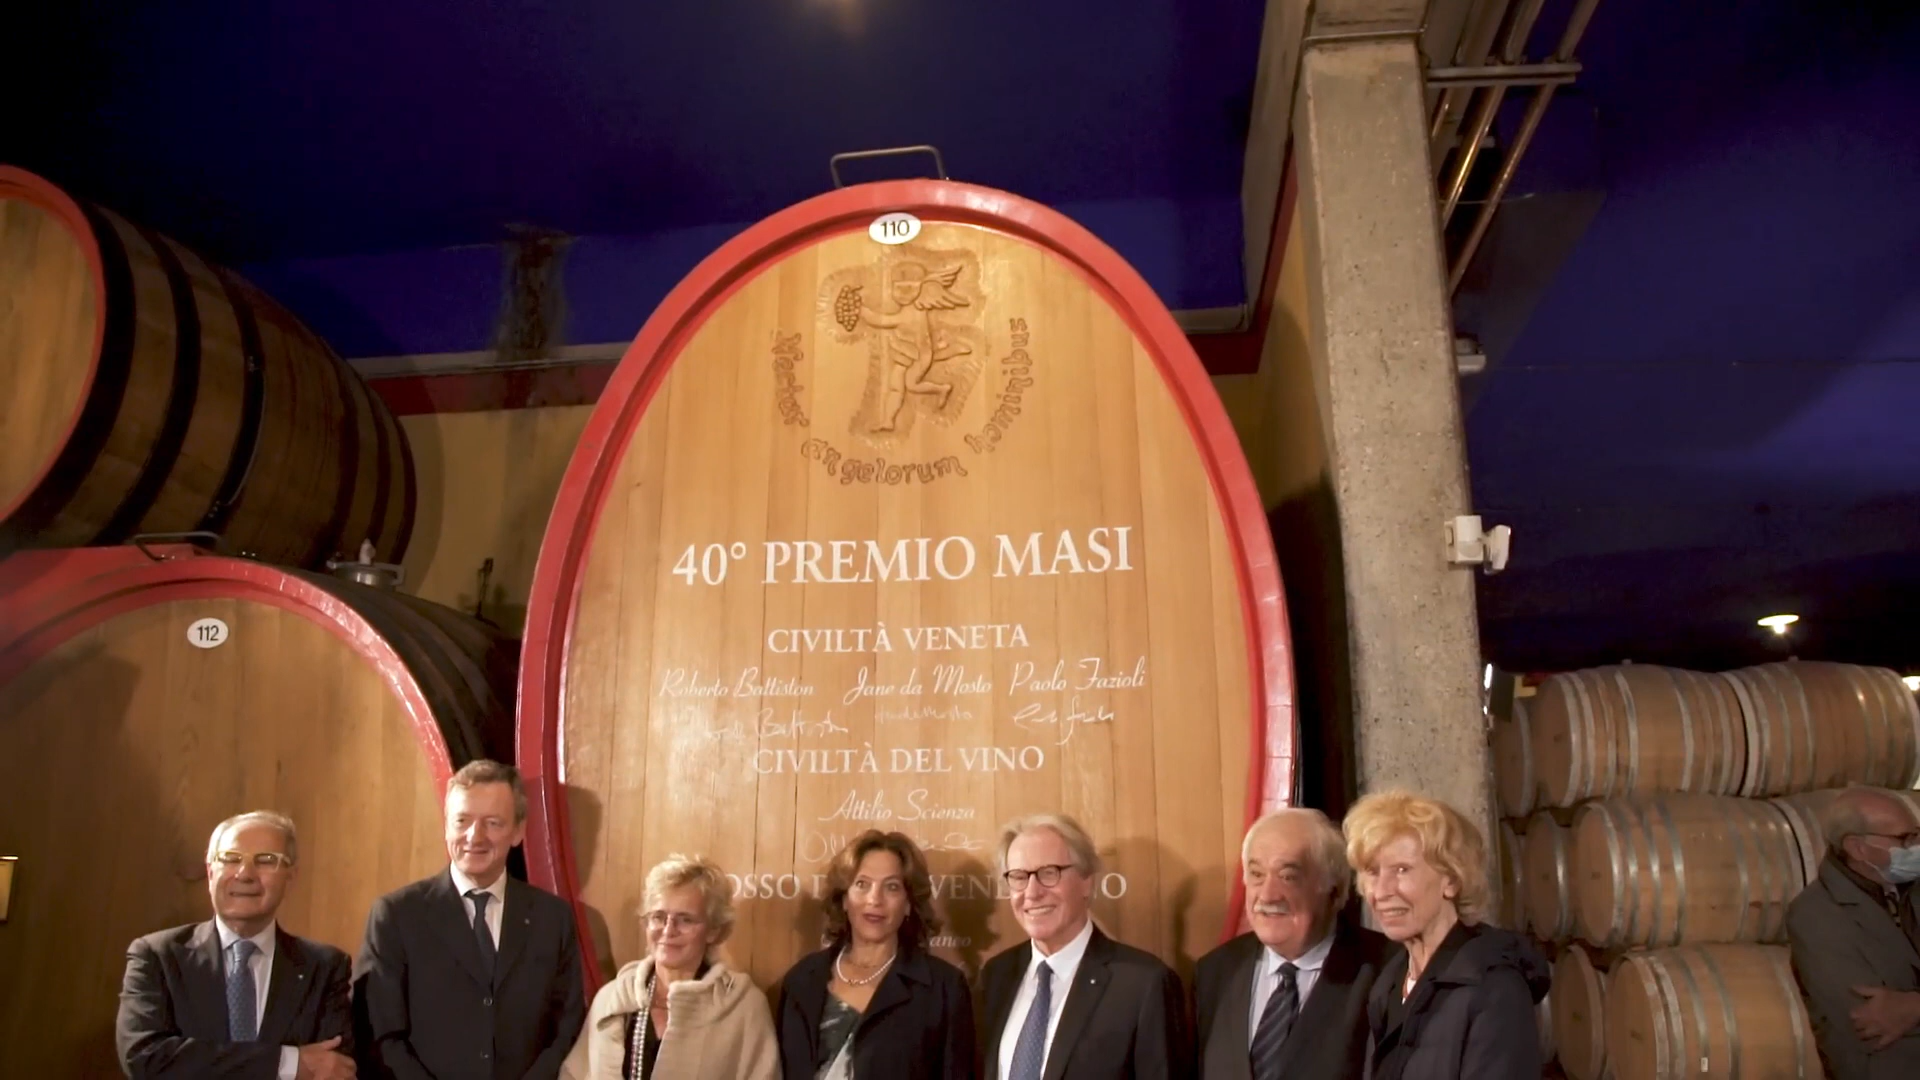 110
Nectar angelorum hominibus
112
40° PREMIO MASI
CIVILTÀ VENETA
Roberto Battiston Jane da Mosto Paolo Fazioli
CIVILTÀ DEL VINO
Attilio Scienza